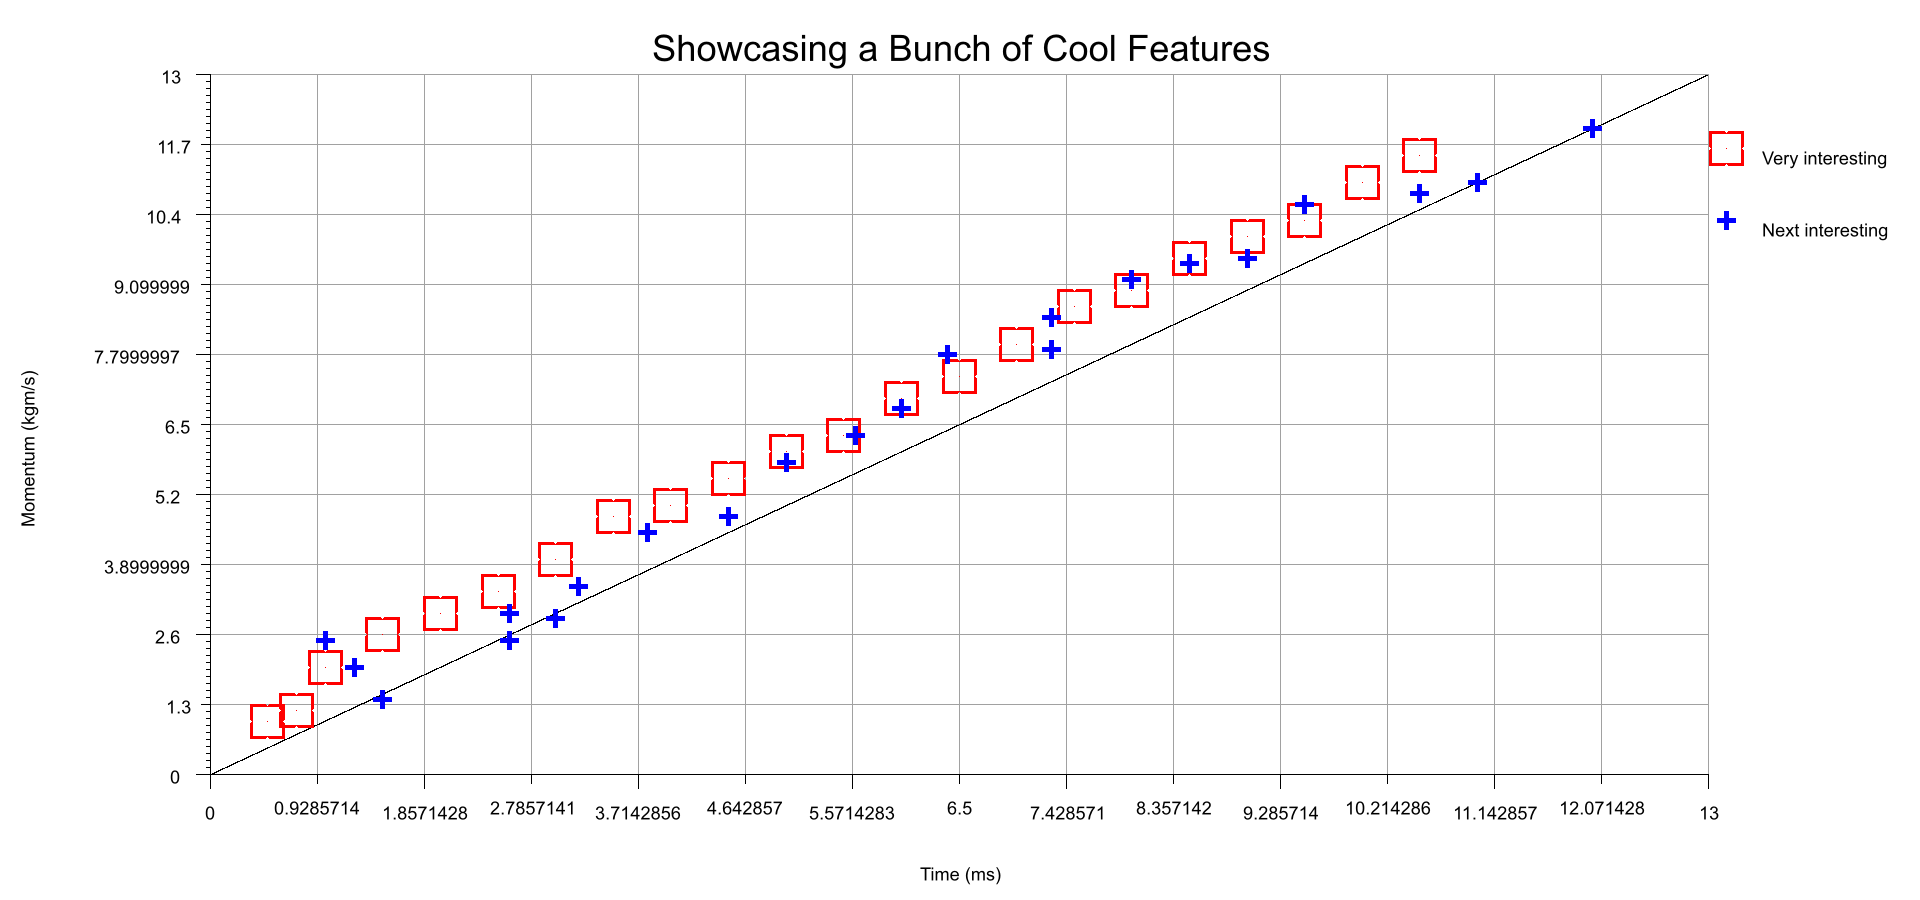 Showcasing a Bunch of Cool Features
13
11.7
10.4
9.099999
7.7999997
6.5
5.2
3.8999999
2.6
1.3
0
Momentum (kgm/s)
Very interesting
Next interesting
0 0.9285714 1.8571428 2.7857141 3.7142856 4.642857 5.5714283 6.5 7.428571 8.357142 9.285714 10.214286 11.142857 12.071428 13
Time (ms)